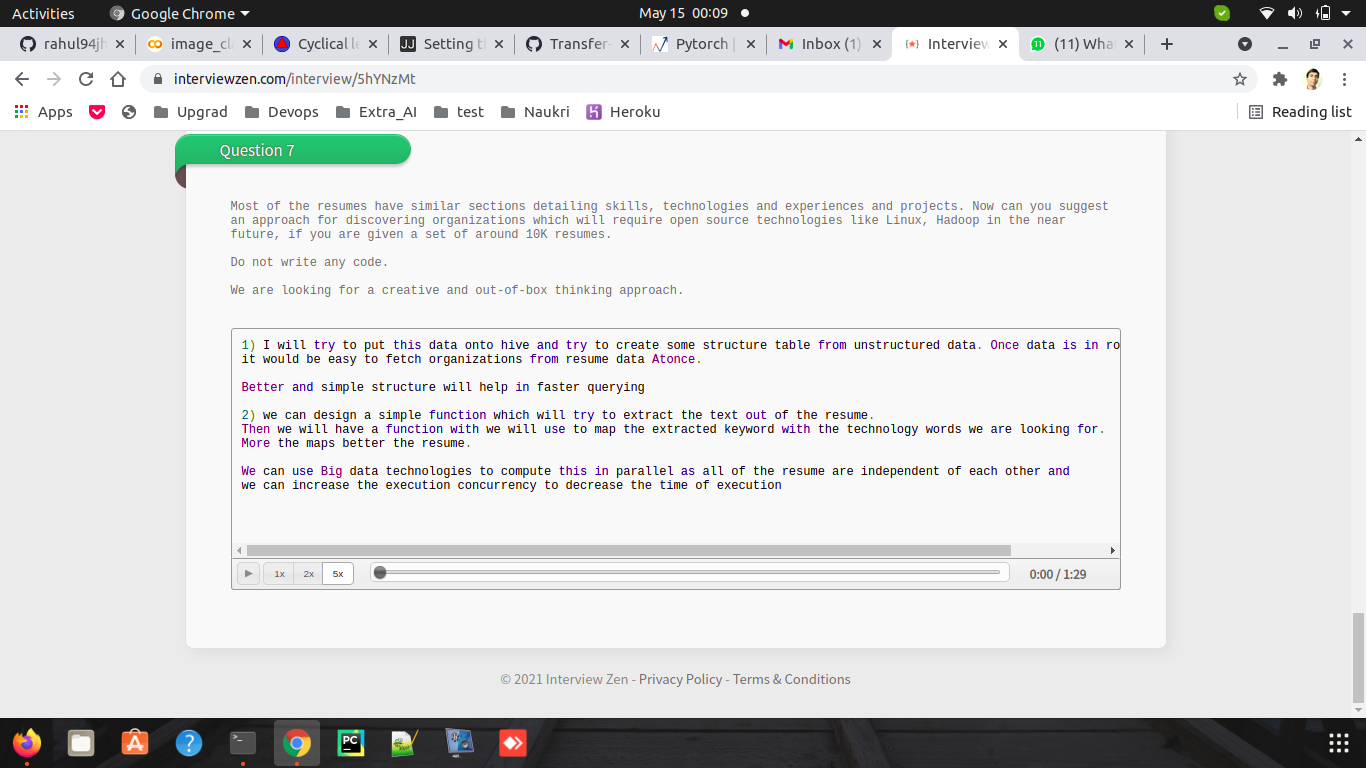 Activities
Google Chrome
May 15 00:09
rahul94jh
image_cl
Cyclical le
Setting t
Transfer-
Pytorch |
Inbox (1)
Interview
(11) Wha
interviewzen.com/interview/5hYNzMt
Apps
Upgrad
Devops
Extra_AI
test
Naukri
Heroku
Reading list
Question 7
Most of the resumes have similar sections detailing skills, technologies and experiences and projects. Now can you suggest
an approach for discovering organizations which will require open source technologies like Linux, Hadoop in the near
future, if you are given a set of around 10K resumes.
Do not write any code.
We are looking for a creative and out-of-box thinking approach.
1) I will try to put this data onto hive and try to create some structure table from unstructured data. Once data is in ro
it would be easy to fetch organizations from resume data Atonce.
Better and simple structure will help in faster querying
2) we can design a simple function which will try to extract the text out of the resume.
Then we will have a function with we will use to map the extracted keyword with the technology words we are looking for.
More the maps better the resume.
We can use Big data technologies to compute this in parallel as all of the resume are independent of each other and
we can increase the execution concurrency to decrease the time of execution
1x 2x 5x
0:00 / 1:29
© 2021 Interview Zen - Privacy Policy - Terms & Conditions